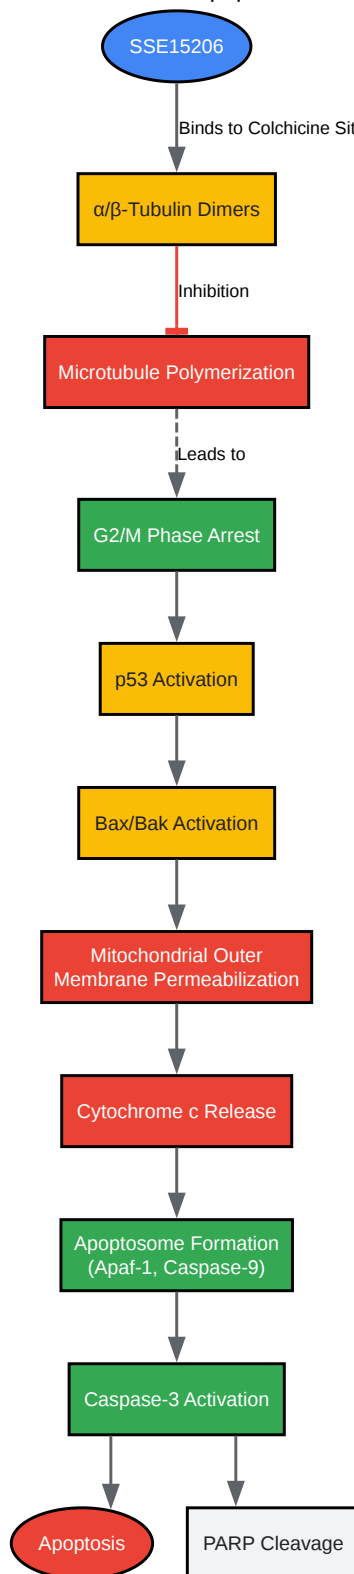 SSE15206
Binds to Colchicine Sit
α/β-Tubulin Dimers
Inhibition
Microtubule Polymerization
Leads to
G2/M Phase Arrest
p53 Activation
Bax/Bak Activation
Mitochondrial Outer
Membrane Permeabilization
Cytochrome c Release
Apoptosome Formation
(Apaf-1, Caspase-9)
Caspase-3 Activation
Apoptosis
PARP Cleavage